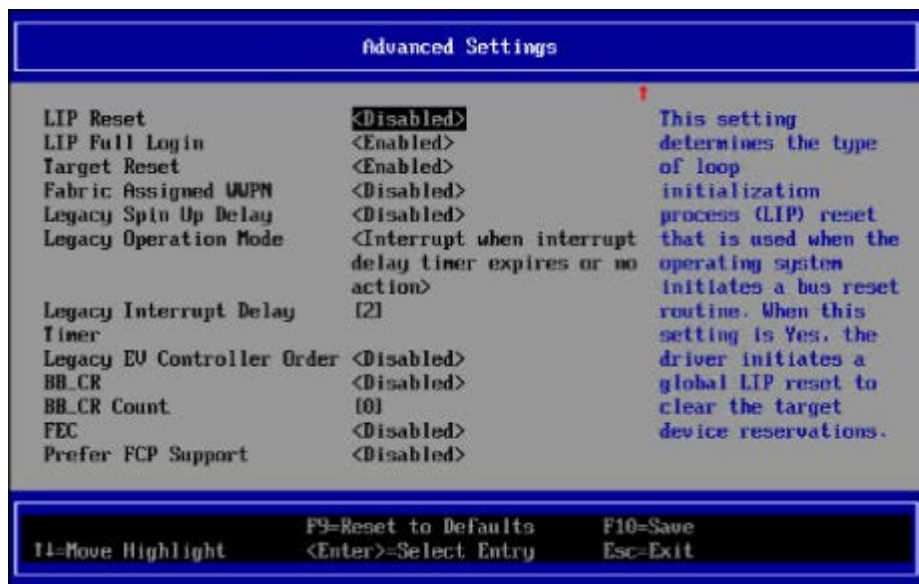 Advanced Settings
LIP Reset <Disabled>
LIP Full Login <Enabled>
Target Reset <Enabled>
Fabric Assigned WWPN <Disabled>
Legacy Spin Up Delay <Disabled>
Legacy Operation Mode <Interrupt when interrupt
delay timer expires or no
action>
Legacy Interrupt Delay [2]
Timer
Legacy EV Controller Order <Disabled>
BB_CR <Disabled>
BB_CR Count [0]
FEC <Disabled>
Prefer FCP Support <Disabled>
↑
This setting
determines the type
of loop
initialization
process (LIP) reset
that is used when the
operating system
initiates a bus reset
routine. When this
setting is Yes, the
driver initiates a
global LIP reset to
clear the target
device reservations.
F9=Reset to Defaults F10=Save
↑↓=Move Highlight <Enter>=Select Entry Esc=Exit